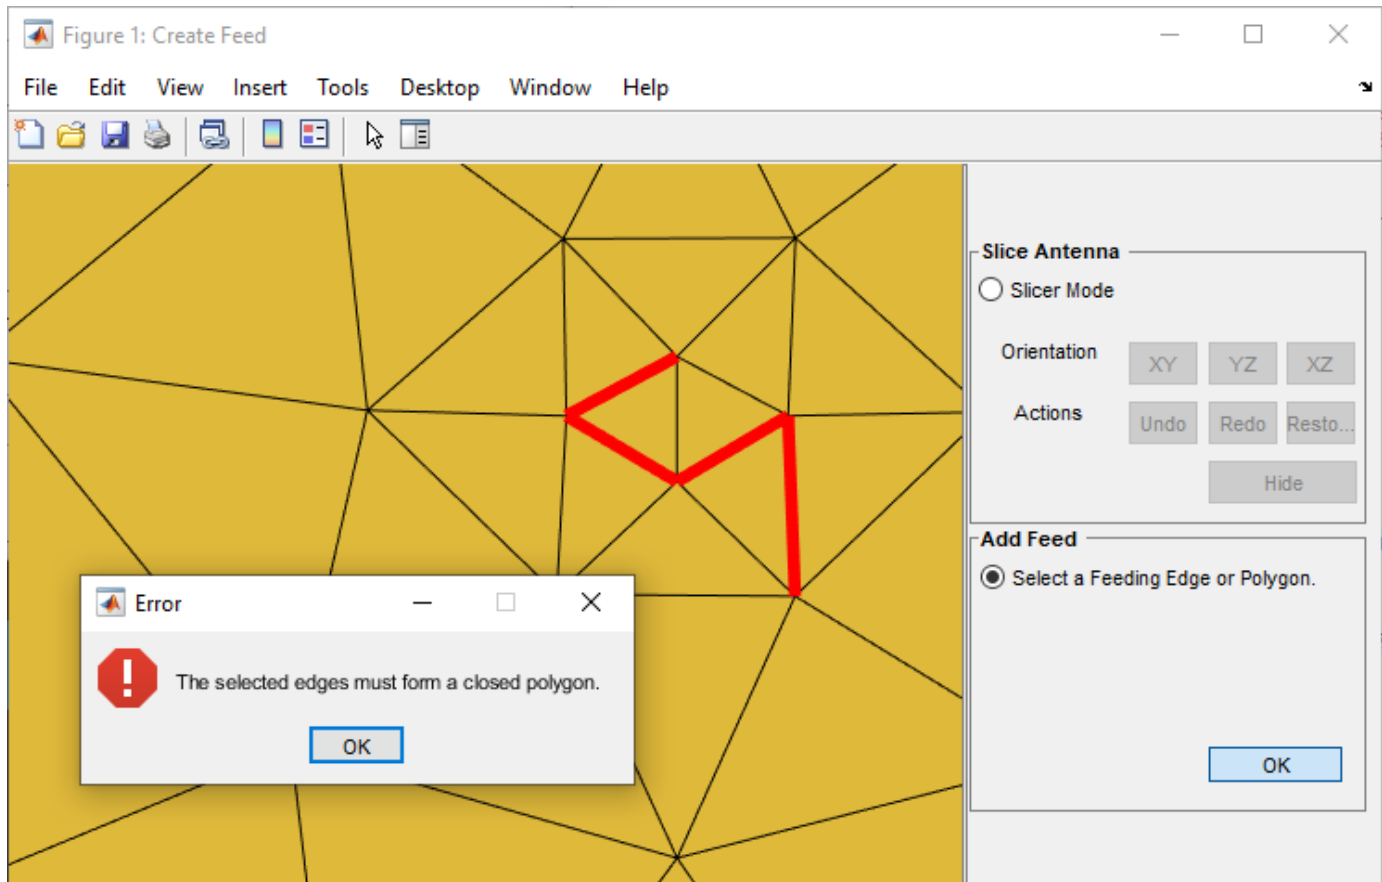 Figure 1: Create Feed
File Edit View Insert Tools Desktop Window Help
Slice Antenna
Slicer Mode
Orientation XY YZ XZ
Actions Undo Redo Resto...
Hide
Add Feed
Select a Feeding Edge or Polygon.
OK
Error
The selected edges must form a closed polygon.
OK